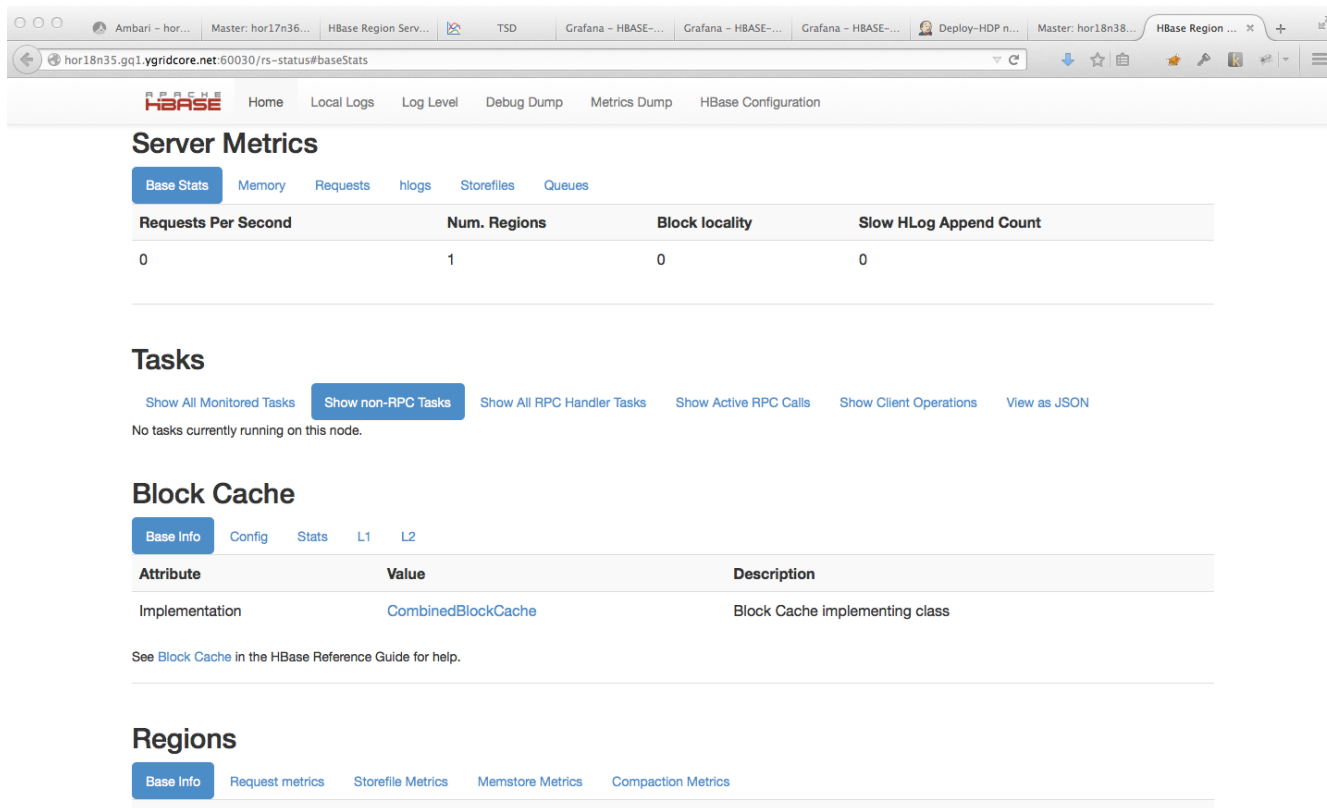 Ambari – hor... Master: hor17n36... HBase Region Serv... TSD Grafana – HBASE-... Grafana – HBASE-... Grafana – HBASE-... Deploy-HDP n... Master: hor18n38... HBase Region ... × +
hor18n35.gq1.ygridcore.net:60030/rs-status#baseStats
APACHE
HBASE Home Local Logs Log Level Debug Dump Metrics Dump HBase Configuration
Server Metrics
Base Stats Memory Requests hlogs Storefiles Queues
Requests Per Second Num. Regions Block locality Slow HLog Append Count
0 1 0 0
Tasks
Show All Monitored Tasks Show non-RPC Tasks Show All RPC Handler Tasks Show Active RPC Calls Show Client Operations View as JSON
No tasks currently running on this node.
Block Cache
Base Info Config Stats L1 L2
Attribute Value Description
Implementation CombinedBlockCache Block Cache implementing class
See Block Cache in the HBase Reference Guide for help.
Regions
Base Info Request metrics Storefile Metrics Memstore Metrics Compaction Metrics